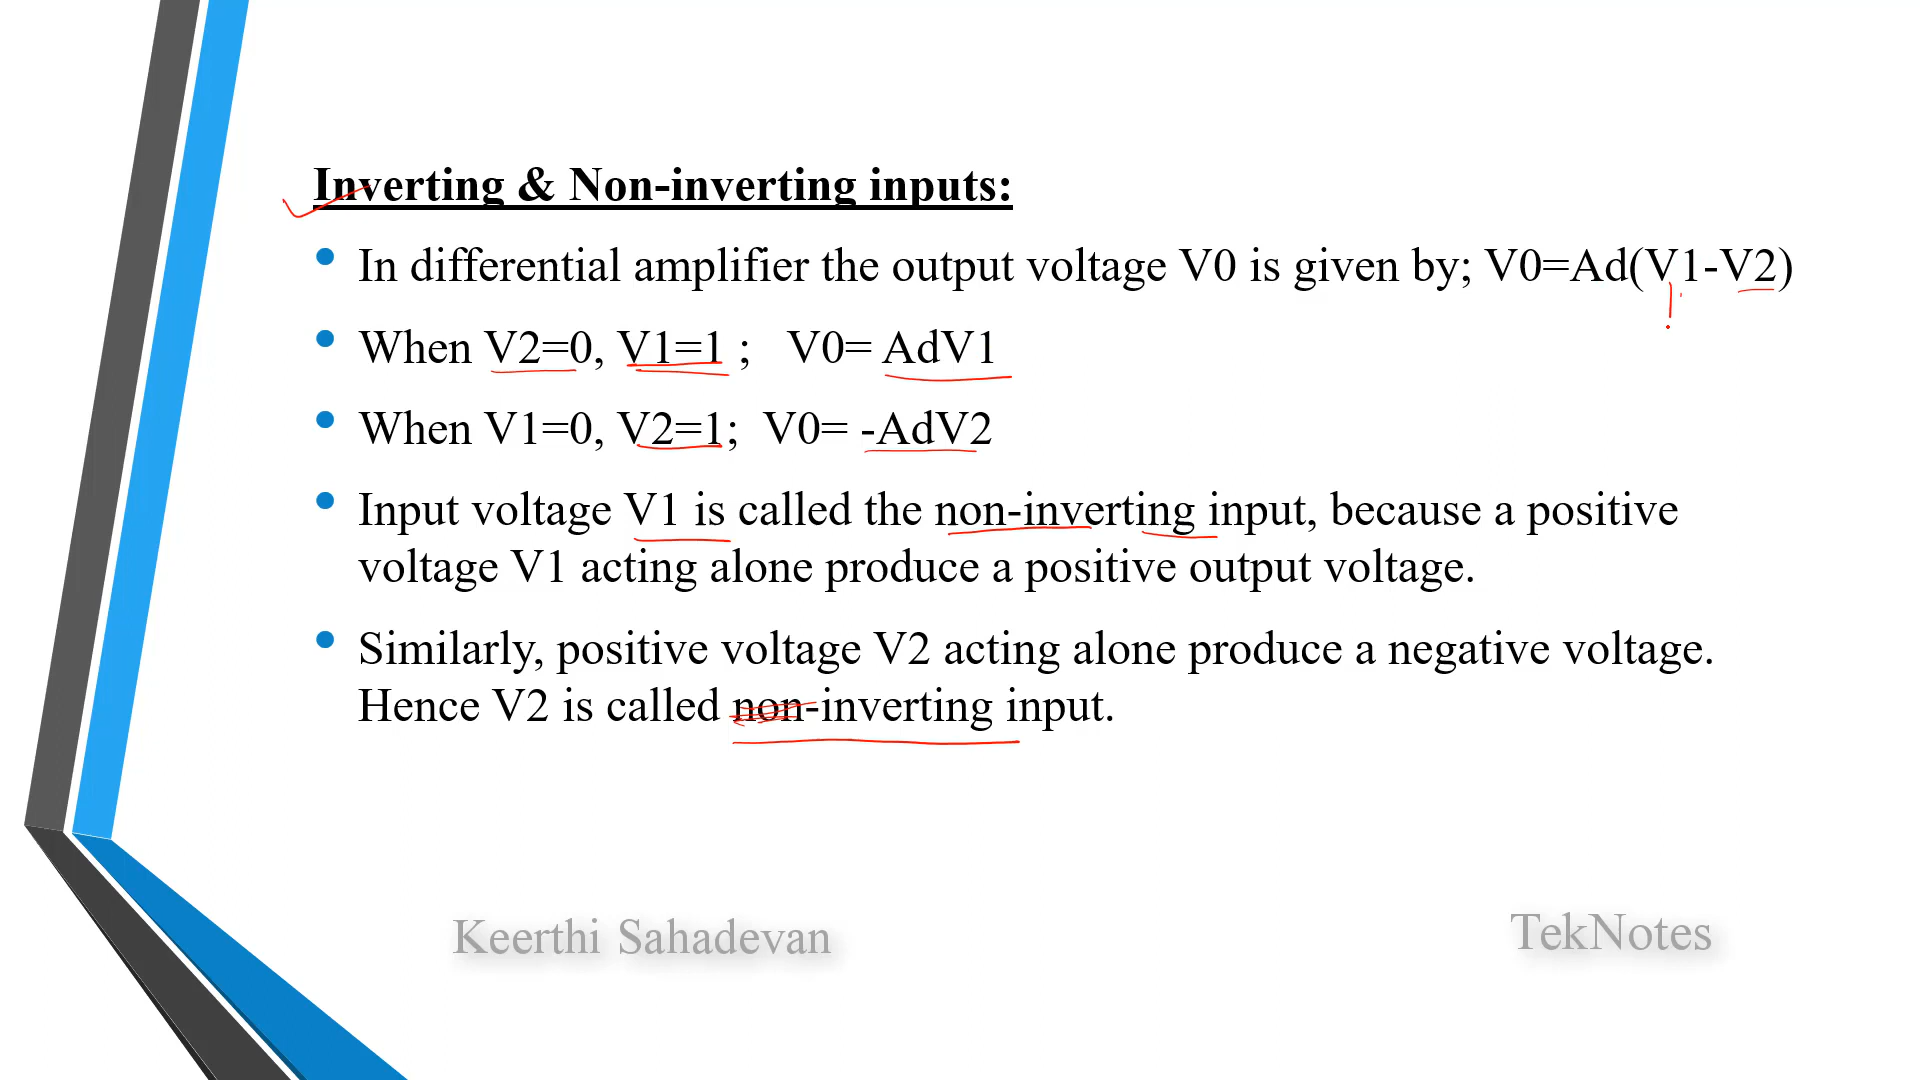 Inverting & Non-inverting inputs:
• In differential amplifier the output voltage V0 is given by; V0=Ad(V1-V2)
• When V2=0, V1=1 ; V0= AdV1
• When V1=0, V2=1; V0= -AdV2
• Input voltage V1 is called the non-inverting input, because a positive
voltage V1 acting alone produce a positive output voltage.
• Similarly, positive voltage V2 acting alone produce a negative voltage.
Hence V2 is called non-inverting input.
Keerthi Sahadevan
TekNotes